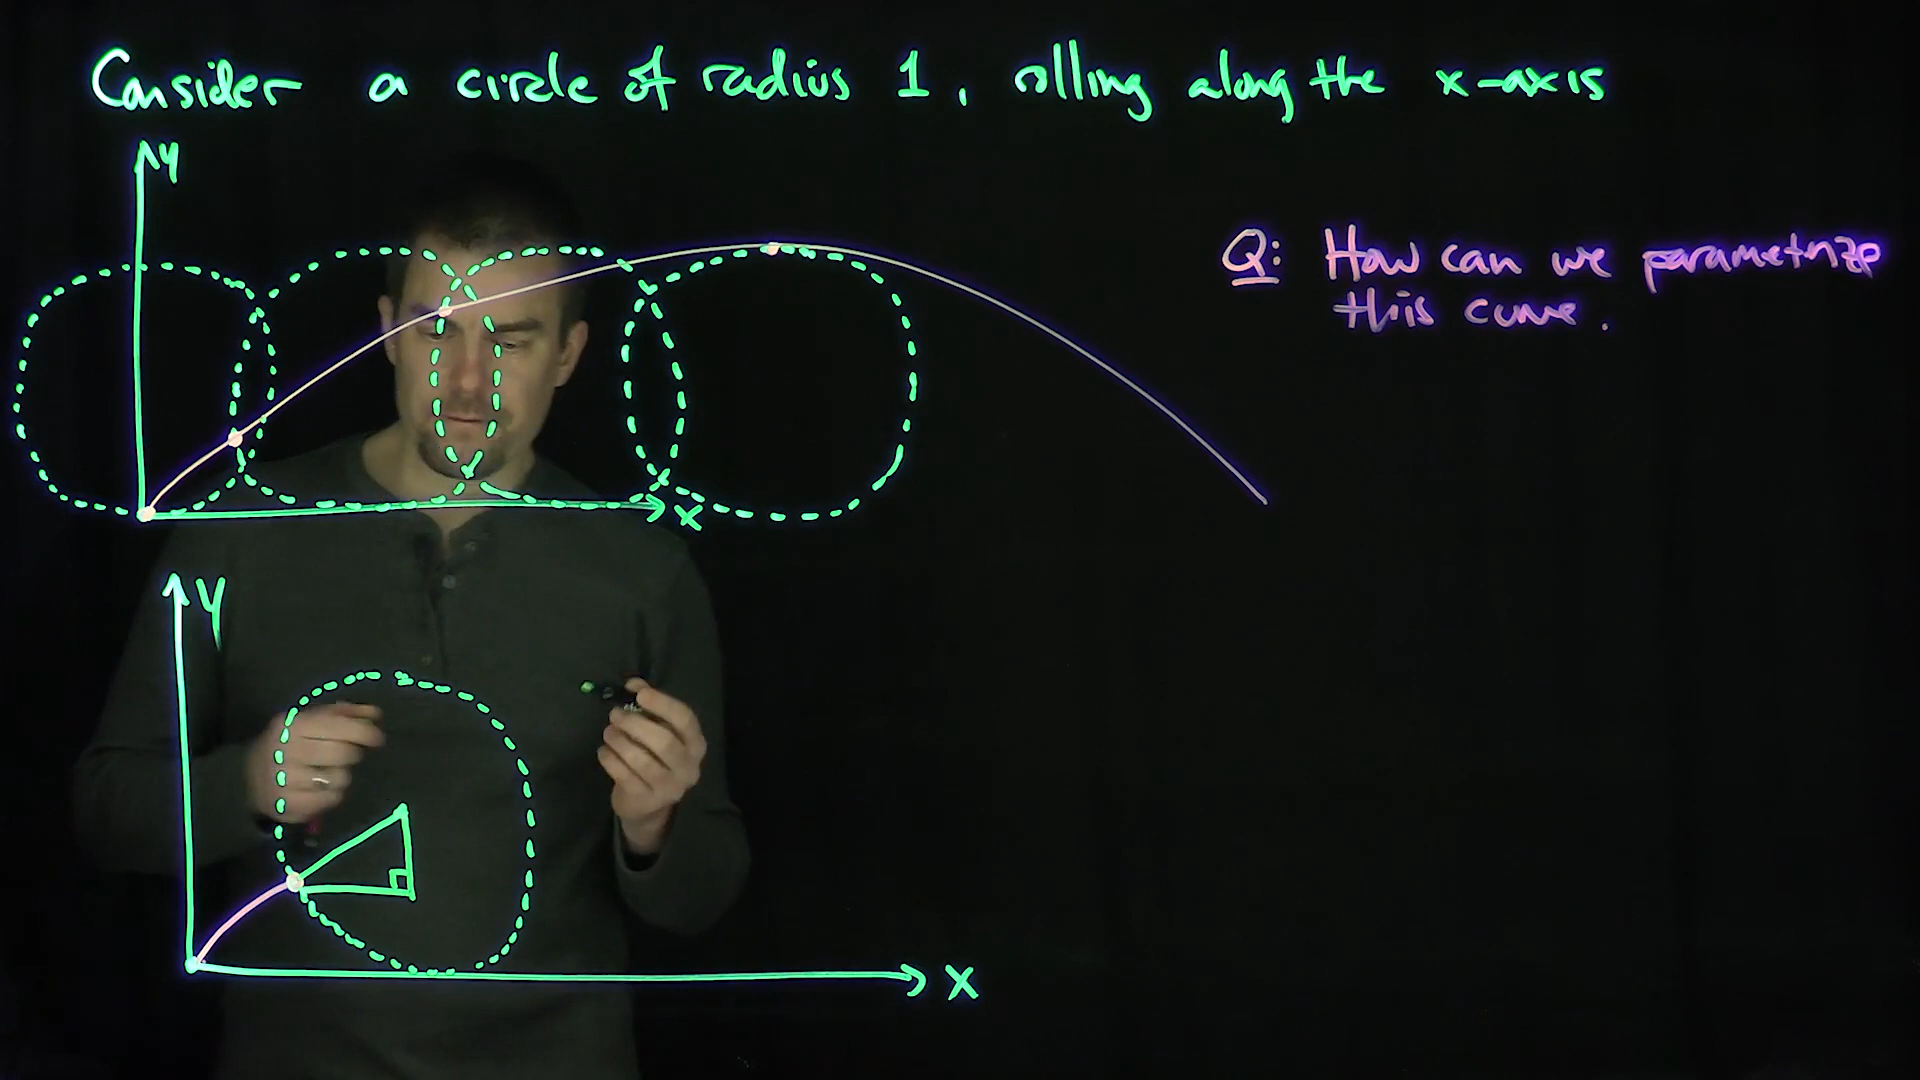 Consider a circle of radius 1, rolling along the x-axis
y
Q: How can we parametrize
this curve.
x
y
x